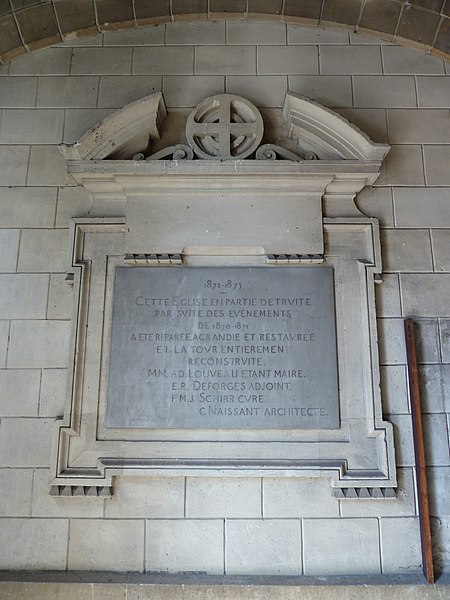 1872-1873
CETTE EGLISE EN PARTIE DETRVITE
PAR SVITE DES EVENEMENTS
DE 1870-1871
A ETE REPAREE, AGRANDIE ET RESTAVREE
ET LA TOVR ENTIEREMENT
RECONSTRVITE.
MM. AD. LOUVEAU ETANT MAIRE.
E.R. DEFORGES ADJOINT.
F.M.J. SCHIRR CVRE.
C NAISSANT ARCHITECTE.